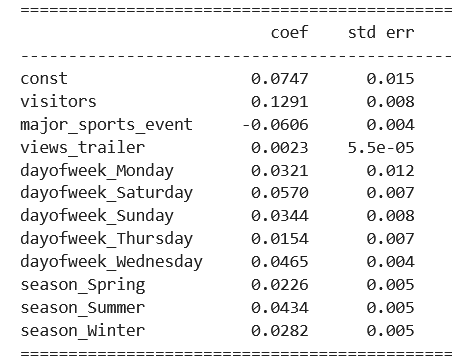 ==============================================
coef std err
----------------------------------------------
const 0.0747 0.015
visitors 0.1291 0.008
major_sports_event -0.0606 0.004
views_trailer 0.0023 5.5e-05
dayofweek_Monday 0.0321 0.012
dayofweek_Saturday 0.0570 0.007
dayofweek_Sunday 0.0344 0.008
dayofweek_Thursday 0.0154 0.007
dayofweek_Wednesday 0.0465 0.004
season_Spring 0.0226 0.005
season_Summer 0.0434 0.005
season_Winter 0.0282 0.005
==============================================